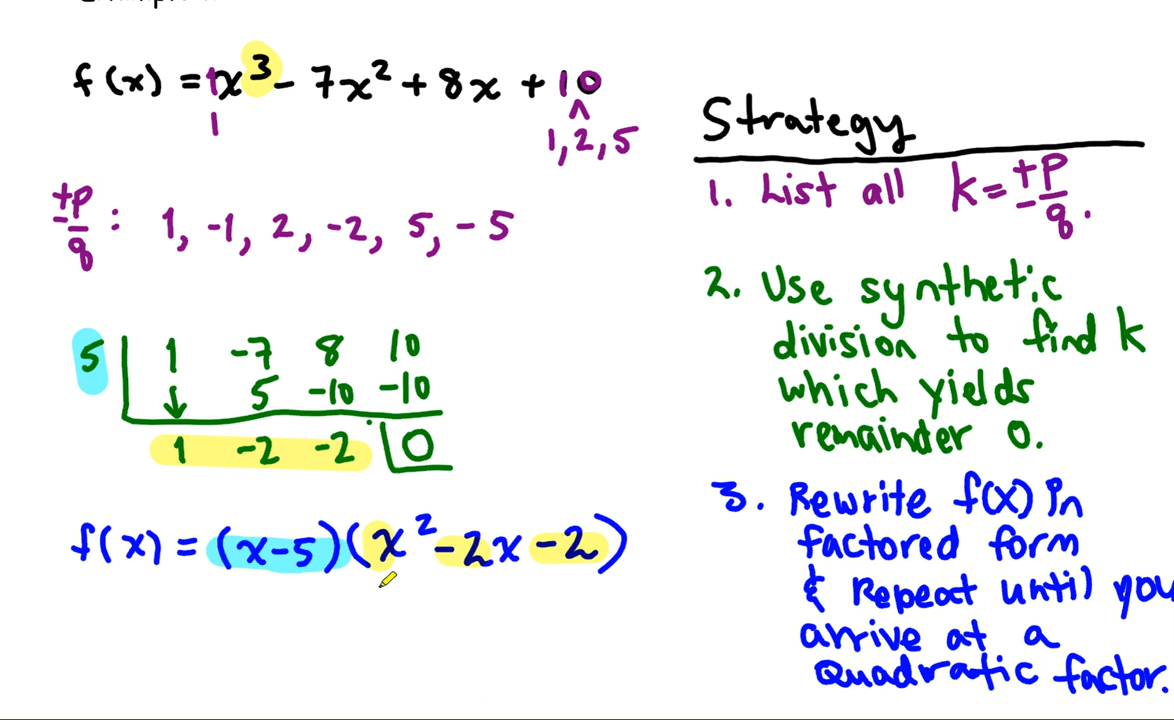 f(x) = 1x³ - 7x² + 8x + 10
1
^
1, 2, 5
±p/q : 1, -1, 2, -2, 5, -5
5 | 1 -7 8 10
↓ 5 -10 -10
1 -2 -2 | 0
f(x) = (x-5)(x² -2x -2)
Strategy
1. List all k = ±p/q.
2. Use synthetic
division to find k
which yields
remainder 0.
3. Rewrite f(x) in
factored form
& Repeat until you
arrive at a
Quadratic factor.